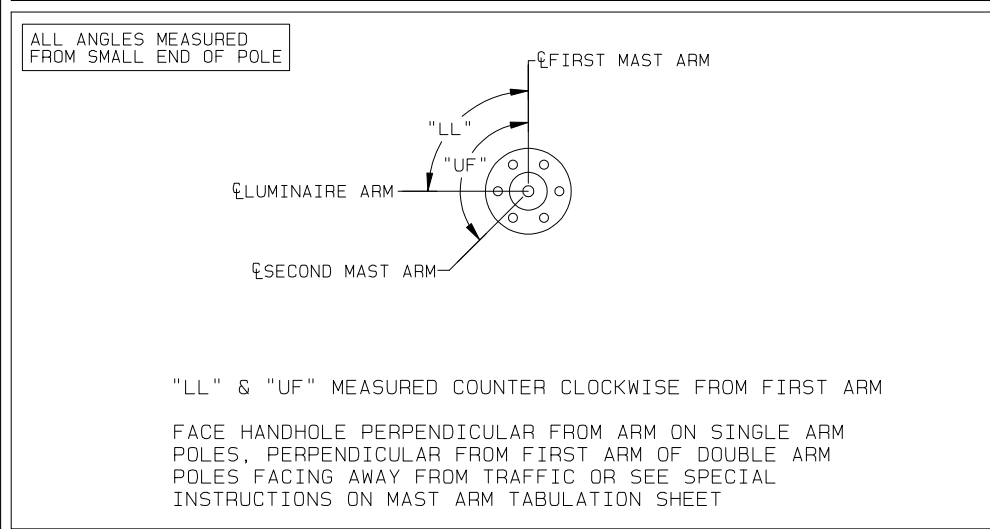 ALL ANGLES MEASURED
FROM SMALL END OF POLE
℄FIRST MAST ARM
"LL"
"UF"
℄LUMINAIRE ARM
℄SECOND MAST ARM
"LL" & "UF" MEASURED COUNTER CLOCKWISE FROM FIRST ARM
FACE HANDHOLE PERPENDICULAR FROM ARM ON SINGLE ARM
POLES, PERPENDICULAR FROM FIRST ARM OF DOUBLE ARM
POLES FACING AWAY FROM TRAFFIC OR SEE SPECIAL
INSTRUCTIONS ON MAST ARM TABULATION SHEET